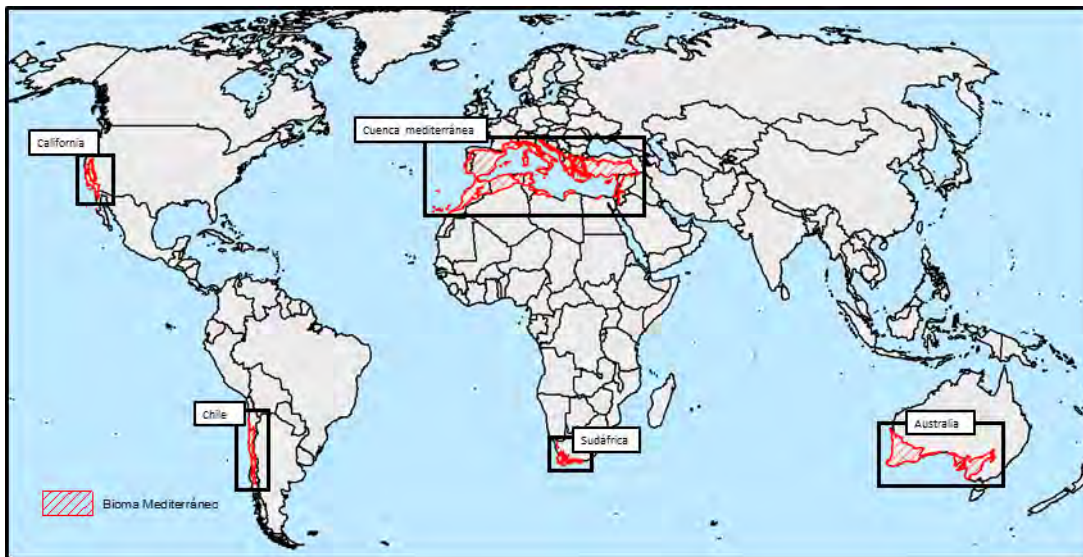 Cuenca mediterránea
California
Chile
Sudáfrica
Australia
Bioma Mediterráneo